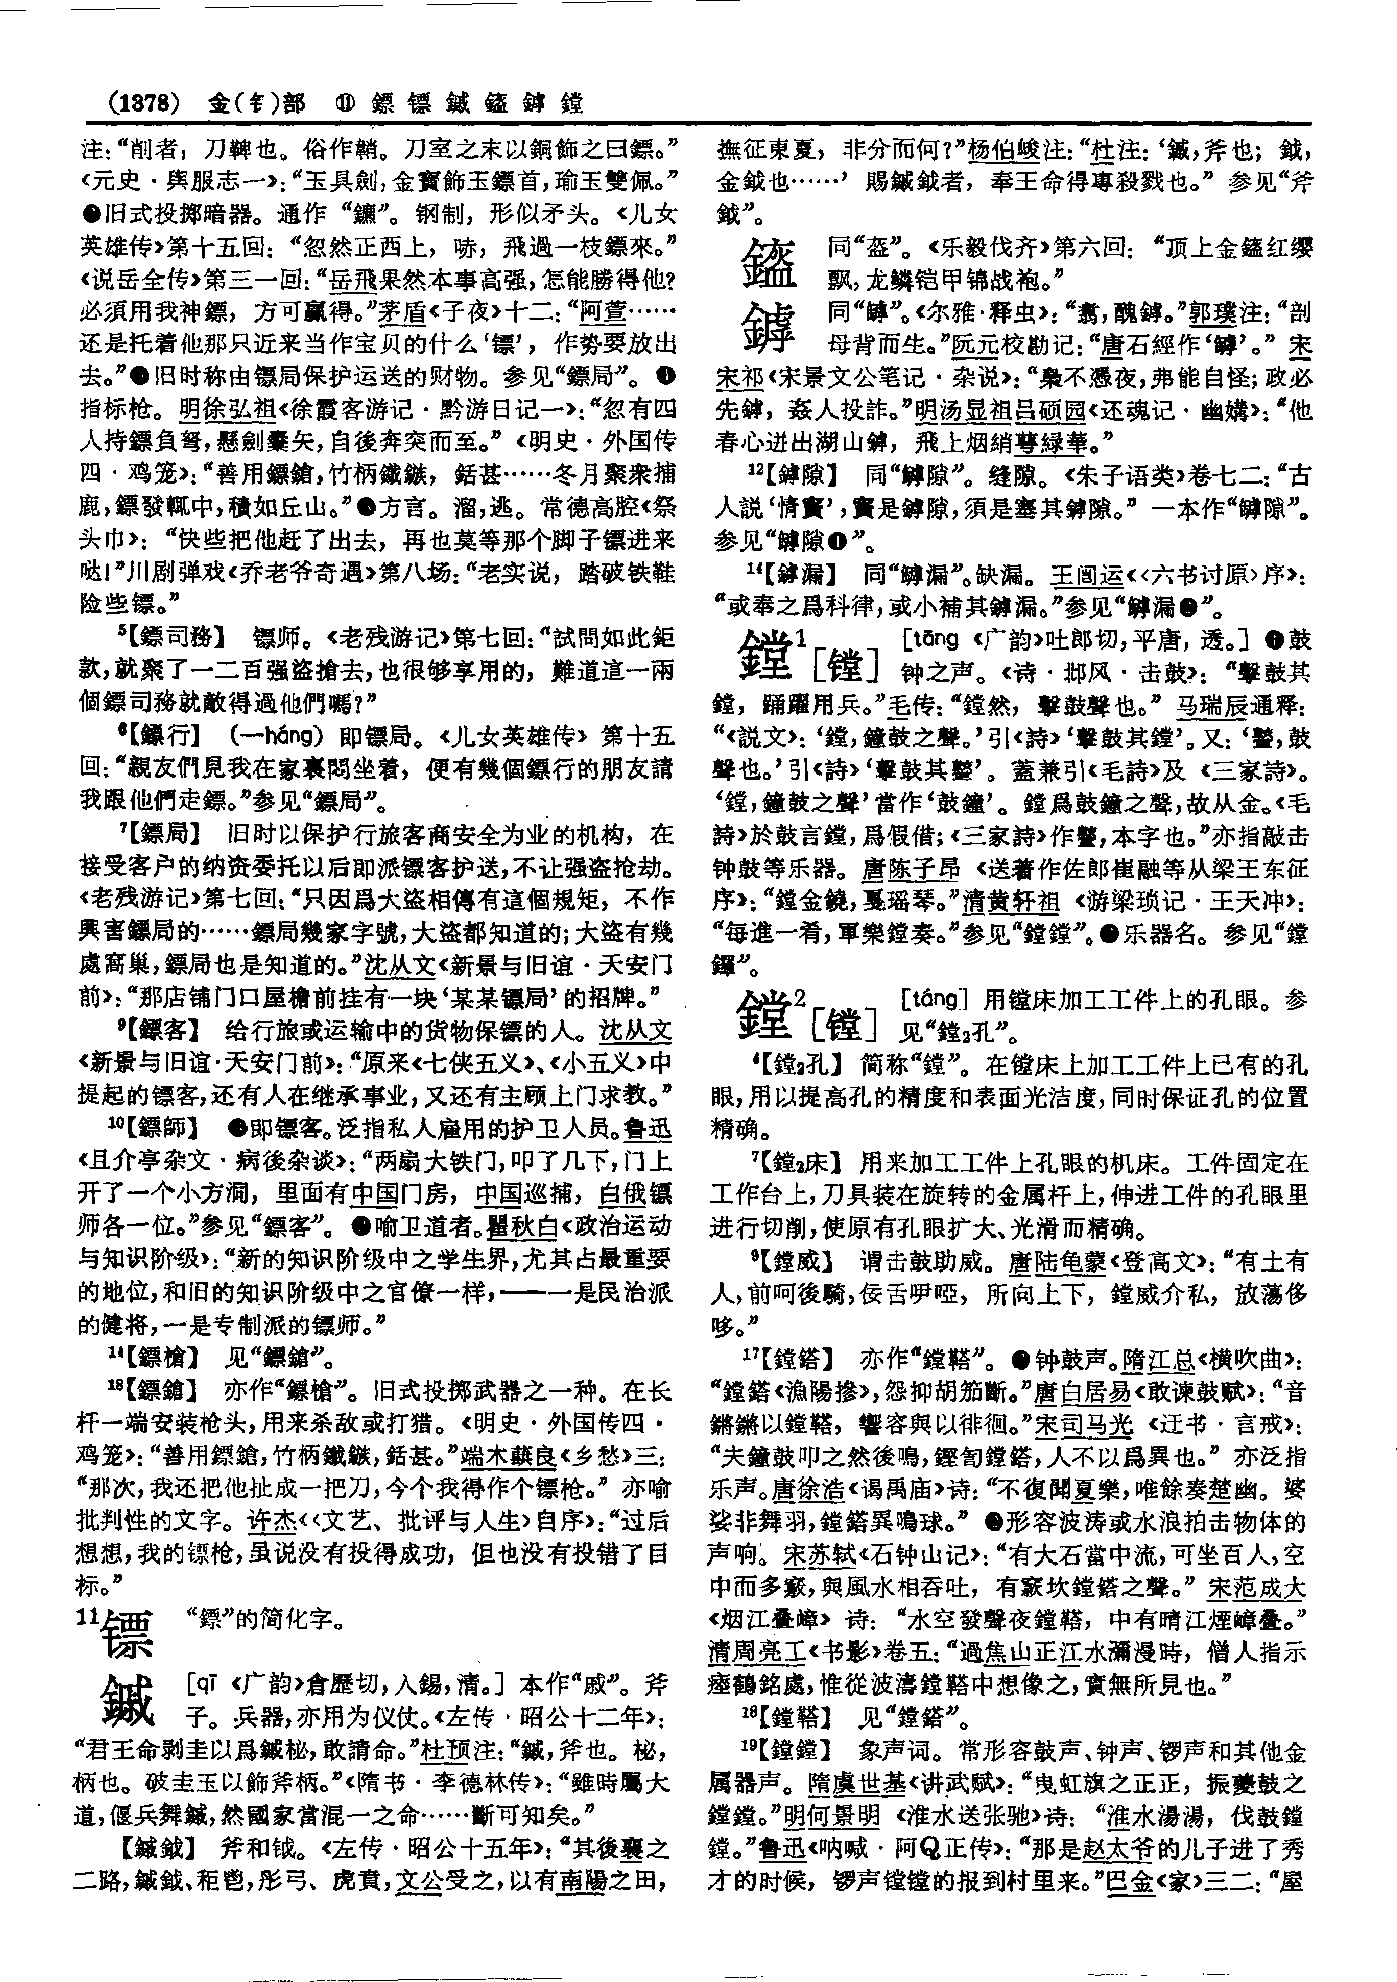 (1378) 金(钅)部 ⑪ 鏢 镖 鏚 鎾 鏬 鏜
注：“削者，刀鞞也。俗作鞘。刀室之末以銅飾之曰鏢。”
《元史·舆服志一》：“玉具劍，金寶飾玉鏢首，瑜玉雙佩。”
旧式投掷暗器。通作“鑣”。钢制，形似矛头。《儿女
英雄传》第十五回：“忽然正西上，哧，飛過一枝鏢來。”
《说岳全传》第三一回：“岳飛果然本事高强，怎能勝得他？
必須用我神鏢，方可贏得。”茅盾《子夜》十二：“阿萱……
还是托着他那只近来当作宝贝的什么‘镖’，作势要放出
去。”旧时称由镖局保护运送的财物。参见“鏢局”。
指标枪。明徐弘祖《徐霞客游记·黔游日记一》：“忽有四
人持鏢負弩，懸劍櫜矢，自後奔突而至。”《明史·外国传
四·鸡笼》：“善用鏢鎗，竹柄鐵鏃，銛甚……冬月聚衆捕
鹿，鏢發輒中，積如丘山。”方言。溜，逃。常德高腔《祭
头巾》：“快些把他赶了出去，再也莫等那个脚子镖进来
哒！”川剧弹戏《乔老爷奇遇》第八场：“老实说，踏破铁鞋
险些镖。”
5【鏢司務】 镖师。《老残游记》第七回：“試問如此鉅
款，就聚了一二百强盜搶去，也很够享用的，難道這一兩
個鏢司務就敵得過他們嗎？”
6【鏢行】 （—háng）即镖局。《儿女英雄传》第十五
回：“親友們見我在家裏悶坐着，便有幾個鏢行的朋友請
我跟他們走鏢。”参见“鏢局”。
7【鏢局】 旧时以保护行旅客商安全为业的机构，在
接受客户的纳资委托以后即派镖客护送，不让强盗抢劫。
《老残游记》第七回：“只因爲大盜相傳有這個規矩，不作
興害鏢局的……鏢局幾家字號，大盜都知道的；大盜有幾
處窩巢，鏢局也是知道的。”沈从文《新景与旧谊·天安门
前》：“那店铺门口屋檐前挂有一块‘某某镖局’的招牌。”
9【鏢客】 给行旅或运输中的货物保镖的人。沈从文
《新景与旧谊·天安门前》：“原来《七侠五义》、《小五义》中
提起的镖客，还有人在继承事业，又还有主顾上门求教。”
10【鏢師】 即镖客。泛指私人雇用的护卫人员。鲁迅
《且介亭杂文·病後杂谈》：“两扇大铁门，叩了几下，门上
开了一个小方洞，里面有中国门房，中国巡捕，白俄镖
师各一位。”参见“鏢客”。喻卫道者。瞿秋白《政治运动
与知识阶级》：“新的知识阶级中之学生界，尤其占最重要
的地位，和旧的知识阶级中之官僚一样，——一是民治派
的健将，一是专制派的镖师。”
14【鏢槍】 见“鏢鎗”。
18【鏢鎗】 亦作“鏢槍”。旧式投掷武器之一种。在长
杆一端安装枪头，用来杀敌或打猎。《明史·外国传四·
鸡笼》：“善用鏢鎗，竹柄鐵鏃，銛甚。”端木蕻良《乡愁》三：
“那次，我还把他扯成一把刀，今个我得作个镖枪。”亦喻
批判性的文字。许杰《〈文艺、批评与人生〉自序》：“过后
想想，我的镖枪，虽说没有投得成功，但也没有投错了目
标。”
11镖 “鏢”的简化字。
鏚 [qī 《广韵》倉歷切，入錫，清。]本作“戚”。斧
子。兵器，亦用为仪仗。《左传·昭公十二年》：
“君王命剥圭以爲鏚柲，敢請命。”杜预注：“鏚，斧也。柲，
柄也。破圭玉以飾斧柄。”《隋书·李德林传》：“雖時屬大
道，偃兵舞鏚，然國家當混一之命……斷可知矣。”
【鏚鉞】 斧和钺。《左传·昭公十五年》：“其後襄之
二路，鏚鉞、秬鬯，彤弓、虎賁，文公受之，以有南陽之田，
撫征東夏，非分而何？”杨伯峻注：“杜注：‘鏚，斧也；鉞，
金鉞也……’賜鏚鉞者，奉王命得專殺戮也。”参见“斧
鉞”。
同“盔”。《乐毅伐齐》第六回：“顶上金鎾红缨
飘，龙鳞铠甲锦战袍。”
鏬 同“罅”。《尔雅·释虫》：“翥，醜鏬。”郭璞注：“剖
母背而生。”阮元校勘记：“唐石經作‘罅’。”宋
宋祁《宋景文公笔记·杂说》：“梟不憑夜，弗能自怪；政必
先鏬，姦人投詐。”明汤显祖吕硕园《还魂记·幽媾》：“他
春心迸出湖山鏬，飛上烟綃萼緑華。”
12【鏬隙】 同“罅隙”。缝隙。《朱子语类》卷七二：“古
人説‘情竇’，竇是鏬隙，須是塞其鏬隙。”一本作“罅隙”。
参见“罅隙❶”。
14【鏬漏】 同“罅漏”。缺漏。王闿运《〈六书讨原〉序》：
“或奉之爲科律，或小補其鏬漏。”参见“罅漏❷”。
鏜1[镗] [tāng 《广韵》吐郎切，平唐，透。]❶鼓
钟之声。《诗·邶风·击鼓》：“擊鼓其
鏜，踊躍用兵。”毛传：“鏜然，擊鼓聲也。”马瑞辰通释：
“《説文》：‘鏜，鐘鼓之聲。’引《詩》‘擊鼓其鏜’。又：‘鼞，鼓
聲也。’引《詩》‘擊鼓其鼞’。蓋兼引《毛詩》及《三家詩》。
‘鏜，鐘鼓之聲’當作‘鼓鐘’。鏜爲鼓鐘之聲，故从金。《毛
詩》於鼓言鏜，爲假借；《三家詩》作鼞，本字也。”亦指敲击
钟鼓等乐器。唐陈子昂《送著作佐郎崔融等从梁王东征
序》：“鏜金鐃，戛瑶琴。”清黄轩祖《游梁琐记·王天冲》：
“每進一肴，軍樂鏜奏。”参见“鏜鏜”。❷乐器名。参见“鏜
鑼”。
鏜2[镗] [táng]用镗床加工工件上的孔眼。参
见“鏜2孔”。
4【鏜2孔】 简称“鏜”。在镗床上加工工件上已有的孔
眼，用以提高孔的精度和表面光洁度，同时保证孔的位置
精确。
7【鏜2床】 用来加工工件上孔眼的机床。工件固定在
工作台上，刀具装在旋转的金属杆上，伸进工件的孔眼里
进行切削，使原有孔眼扩大、光滑而精确。
9【鏜威】 谓击鼓助威。唐陆龟蒙《登高文》：“有土有
人，前呵後騎，佞舌咿啞，所向上下，鏜威介私，放蕩侈
哆。”
17【鏜鎝】 亦作“鏜鞳”。❶钟鼓声。隋江总《横吹曲》：
“鏜鎝《漁陽摻》，怨抑胡笳斷。”唐白居易《敢谏鼓赋》：“音
鏘鏘以鏜鞳，響容與以徘徊。”宋司马光《迂书·言戒》：
“夫鐘鼓叩之然後鳴，鏗訇鏜鎝，人不以爲異也。”亦泛指
乐声。唐徐浩《谒禹庙》诗：“不復聞夏樂，唯餘奏楚幽。婆
娑非舞羽，鏜鎝異鳴球。”❷形容波涛或水浪拍击物体的
声响。宋苏轼《石钟山记》：“有大石當中流，可坐百人，空
中而多竅，與風水相吞吐，有窾坎鏜鎝之聲。”宋范成大
《烟江叠嶂》诗：“水空發聲夜鏜鞳，中有晴江煙嶂叠。”
清周亮工《书影》卷五：“過焦山正江水瀰漫時，僧人指示
瘞鶴銘處，惟從波濤鏜鞳中想像之，實無所見也。”
18【鏜鞳】 见“鏜鎝”。
19【鏜鏜】 象声词。常形容鼓声、钟声、锣声和其他金
属器声。隋虞世基《讲武赋》：“曳虹旗之正正，振夔鼓之
鏜鏜。”明何景明《淮水送张驰》诗：“淮水湯湯，伐鼓鏜
鏜。”鲁迅《呐喊·阿Q正传》：“那是赵太爷的儿子进了秀
才的时候，锣声镗镗的报到村里来。”巴金《家》三二：“屋